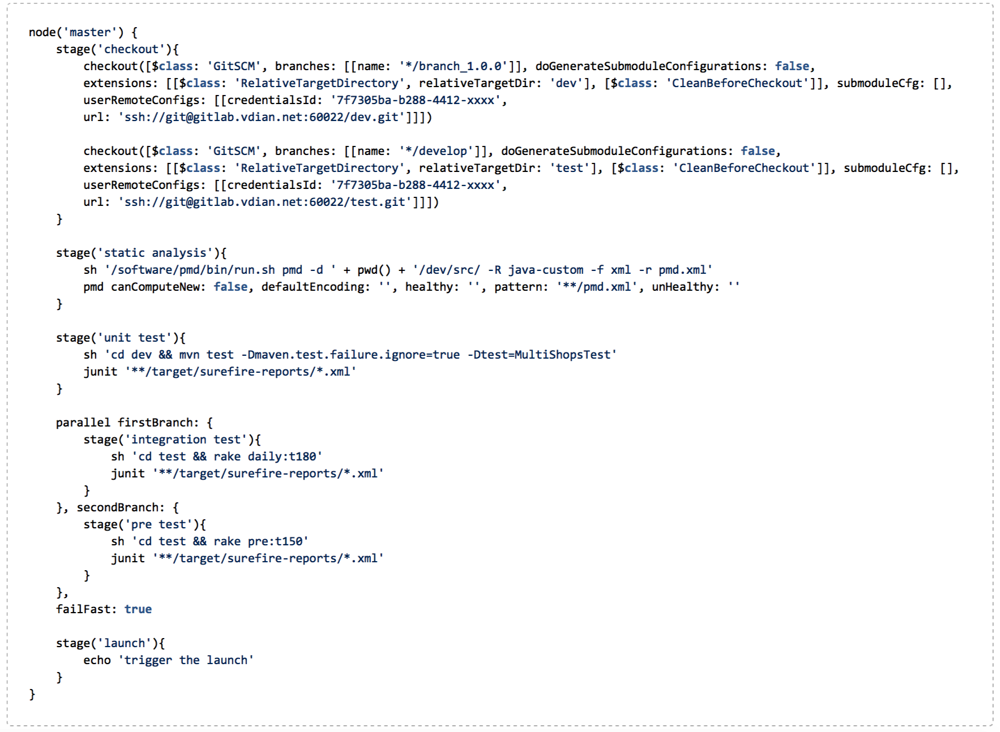 node('master') {
    stage('checkout'){
        checkout([$class: 'GitSCM', branches: [[name: '*/branch_1.0.0']], doGenerateSubmoduleConfigurations: false,
        extensions: [[$class: 'RelativeTargetDirectory', relativeTargetDir: 'dev'], [$class: 'CleanBeforeCheckout']], submoduleCfg: [],
        userRemoteConfigs: [[credentialsId: '7f7305ba-b288-4412-xxxx',
        url: 'ssh://git@gitlab.vdian.net:60022/dev.git']]])

        checkout([$class: 'GitSCM', branches: [[name: '*/develop']], doGenerateSubmoduleConfigurations: false,
        extensions: [[$class: 'RelativeTargetDirectory', relativeTargetDir: 'test'], [$class: 'CleanBeforeCheckout']], submoduleCfg: [],
        userRemoteConfigs: [[credentialsId: '7f7305ba-b288-4412-xxxx',
        url: 'ssh://git@gitlab.vdian.net:60022/test.git']]])
    }

    stage('static analysis'){
        sh '/software/pmd/bin/run.sh pmd -d ' + pwd() + '/dev/src/ -R java-custom -f xml -r pmd.xml'
        pmd canComputeNew: false, defaultEncoding: '', healthy: '', pattern: '**/pmd.xml', unHealthy: ''
    }

    stage('unit test'){
        sh 'cd dev && mvn test -Dmaven.test.failure.ignore=true -Dtest=MultiShopsTest'
        junit '**/target/surefire-reports/*.xml'
    }

    parallel firstBranch: {
        stage('integration test'){
            sh 'cd test && rake daily:t180'
            junit '**/target/surefire-reports/*.xml'
        }
    }, secondBranch: {
        stage('pre test'){
            sh 'cd test && rake pre:t150'
            junit '**/target/surefire-reports/*.xml'
        }
    },
    failFast: true

    stage('launch'){
        echo 'trigger the launch'
    }
}